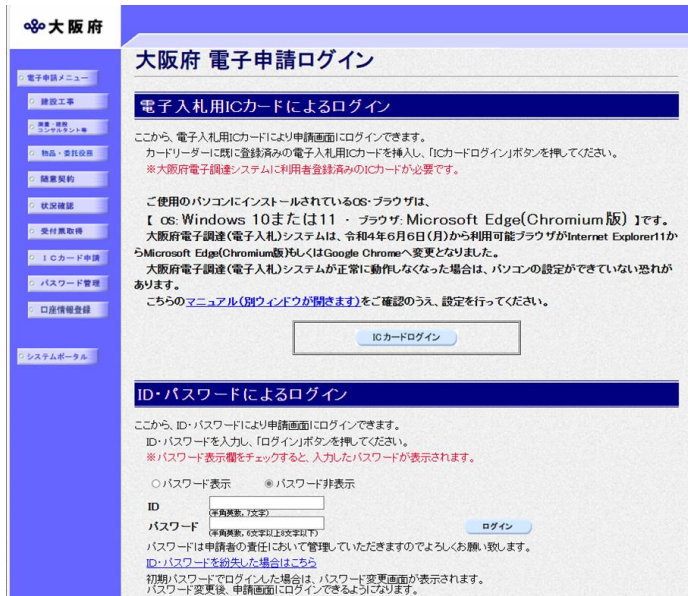 大阪府
電子申請メニュー
建設工事
測量・建設
コンサルタント等
物品・委託役務
随意契約
状況確認
受付票取得
ICカード申請
パスワード管理
口座情報登録
システムポータル
大阪府 電子申請ログイン
電子入札用ICカードによるログイン
ここから、電子入札用ICカードにより申請画面にログインできます。
カードリーダーに既に登録済みの電子入札用ICカードを挿入し、「ICカードログイン」ボタンを押してください。
※大阪府電子調達システムに利用者登録済みのICカードが必要です。
ご使用のパソコンにインストールされているOS・ブラウザは、
【 OS: Windows 10または11 ・ ブラウザ: Microsoft Edge(Chromium版) 】です。
大阪府電子調達(電子入札)システムは、令和4年6月6日(月)から利用可能ブラウザがInternet Explorer11か
らMicrosoft Edge(Chromium版)もしくはGoogle Chromeへ変更となりました。
大阪府電子調達(電子入札)システムが正常に動作しなくなった場合は、パソコンの設定ができていない恐れが
あります。
こちらのマニュアル(別ウィンドウが開きます)をご確認のうえ、設定を行ってください。
ICカードログイン
ID・パスワードによるログイン
ここから、ID・パスワードにより申請画面にログインできます。
ID・パスワードを入力し、「ログイン」ボタンを押してください。
※パスワード表示欄をチェックすると、入力したパスワードが表示されます。
パスワード表示 パスワード非表示
ID
(半角英数、7文字)
パスワード
(半角英数、6文字以上8文字以下)
ログイン
パスワードは申請者の責任において管理していただきますのでよろしくお願い致します。
ID・パスワードを紛失した場合はこちら
初期パスワードでログインした場合は、パスワード変更画面が表示されます。
パスワード変更後、申請画面にログインできるようになります。